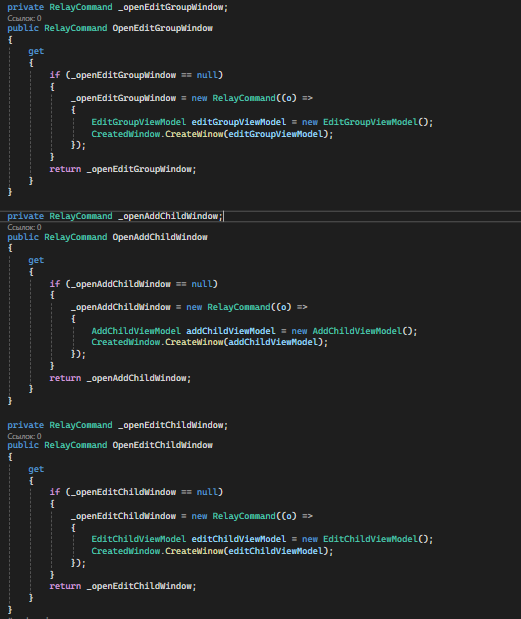 private RelayCommand _openEditGroupWindow;
Ссылок: 0
public RelayCommand OpenEditGroupWindow
{
get
{
if (_openEditGroupWindow == null)
{
_openEditGroupWindow = new RelayCommand((o) =>
{
EditGroupViewModel editGroupViewModel = new EditGroupViewModel();
CreatedWindow.CreateWinow(editGroupViewModel);
});
}
return _openEditGroupWindow;
}
}
private RelayCommand _openAddChildWindow;
Ссылок: 0
public RelayCommand OpenAddChildWindow
{
get
{
if (_openAddChildWindow == null)
{
_openAddChildWindow = new RelayCommand((o) =>
{
AddChildViewModel addChildViewModel = new AddChildViewModel();
CreatedWindow.CreateWinow(addChildViewModel);
});
}
return _openAddChildWindow;
}
}
private RelayCommand _openEditChildWindow;
Ссылок: 0
public RelayCommand OpenEditChildWindow
{
get
{
if (_openEditChildWindow == null)
{
_openEditChildWindow = new RelayCommand((o) =>
{
EditChildViewModel editChildViewModel = new EditChildViewModel();
CreatedWindow.CreateWinow(editChildViewModel);
});
}
return _openEditChildWindow;
}
}